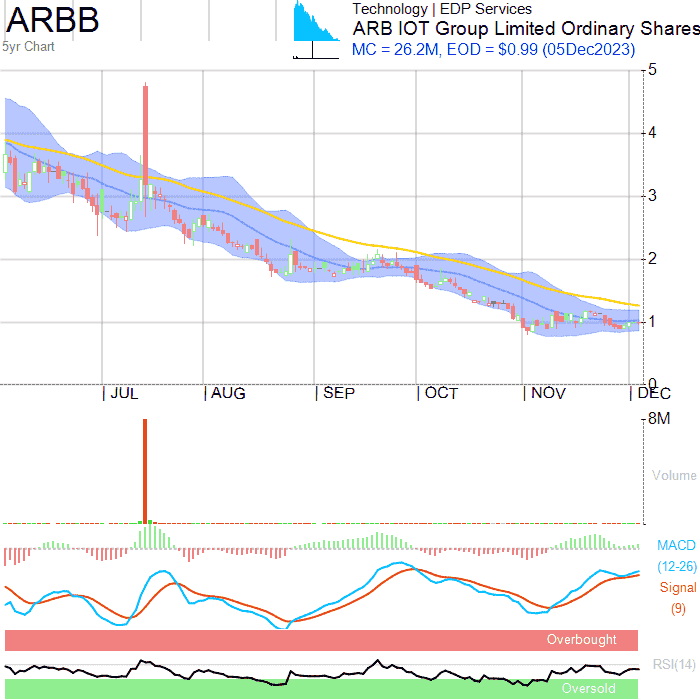 ARBB
5yr Chart
Technology | EDP Services
ARB IOT Group Limited Ordinary Shares
MC = 26.2M, EOD = $0.99 (05Dec2023)
5
4
3
2
1
0
JUL
AUG
SEP
OCT
NOV
DEC
8M
Volume
MACD
(12-26)
Signal
(9)
Overbought
RSI(14)
Oversold